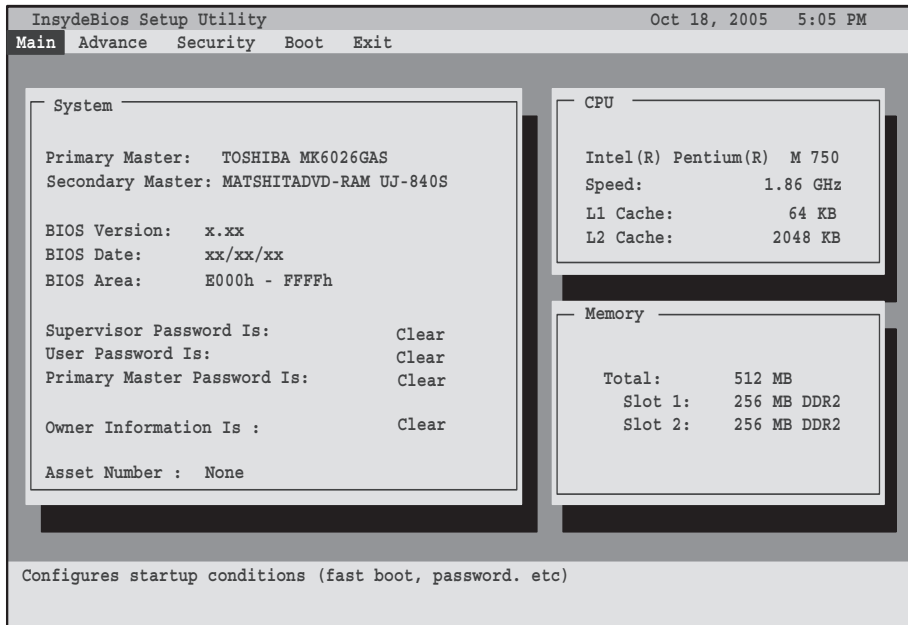 InsydeBios Setup Utility Oct 18, 2005 5:05 PM
Main Advance Security Boot Exit
System
Primary Master: TOSHIBA MK6026GAS
Secondary Master: MATSHITADVD-RAM UJ-840S
BIOS Version: x.xx
BIOS Date: xx/xx/xx
BIOS Area: E000h - FFFFh
Supervisor Password Is: Clear
User Password Is: Clear
Primary Master Password Is: Clear
Owner Information Is : Clear
Asset Number : None
CPU
Intel(R) Pentium(R) M 750
Speed: 1.86 GHz
L1 Cache: 64 KB
L2 Cache: 2048 KB
Memory
Total: 512 MB
Slot 1: 256 MB DDR2
Slot 2: 256 MB DDR2
Configures startup conditions (fast boot, password. etc)